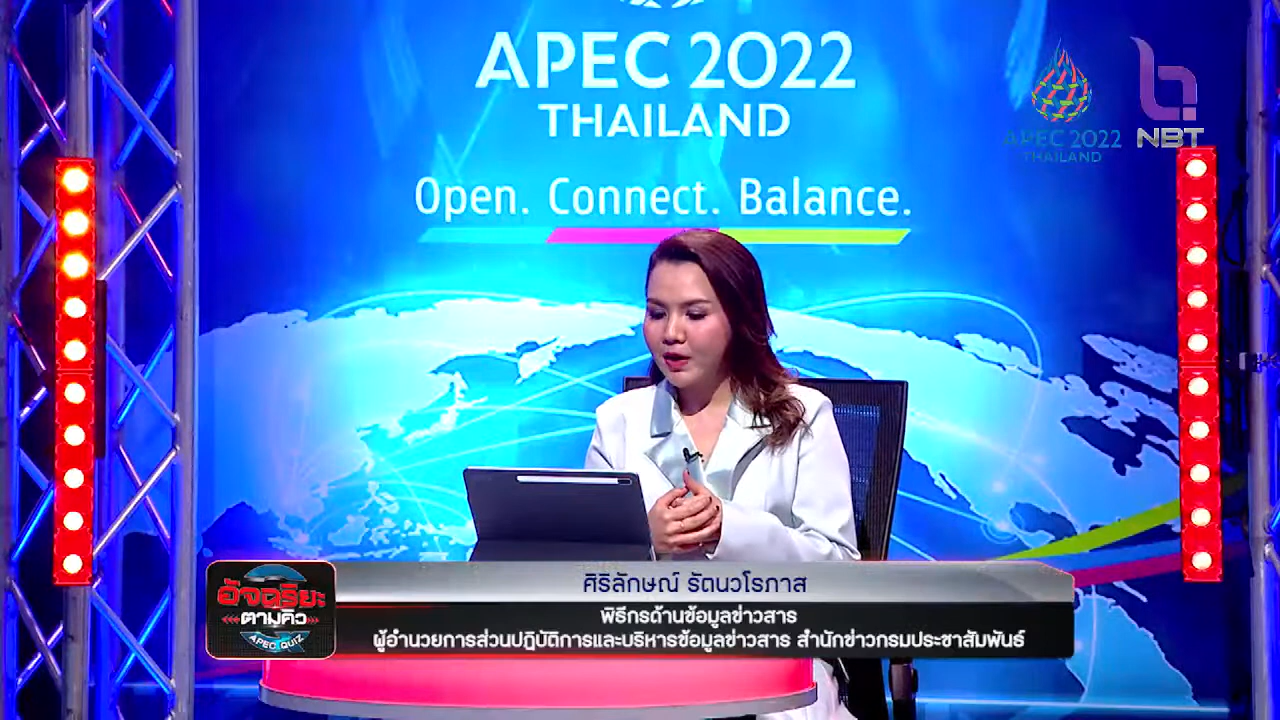 APEC 2022
THAILAND
Open. Connect. Balance.
APEC 2022
THAILAND
NBT
ศิริลักษณ์ รัตนวโรภาส
พิธีกรด้านข้อมูลข่าวสาร
ผู้อำนวยการส่วนปฏิบัติการและบริหารข้อมูลข่าวสาร สำนักข่าวกรมประชาสัมพันธ์
อัจฉริยะ
ตามคิว
APEC QUIZ